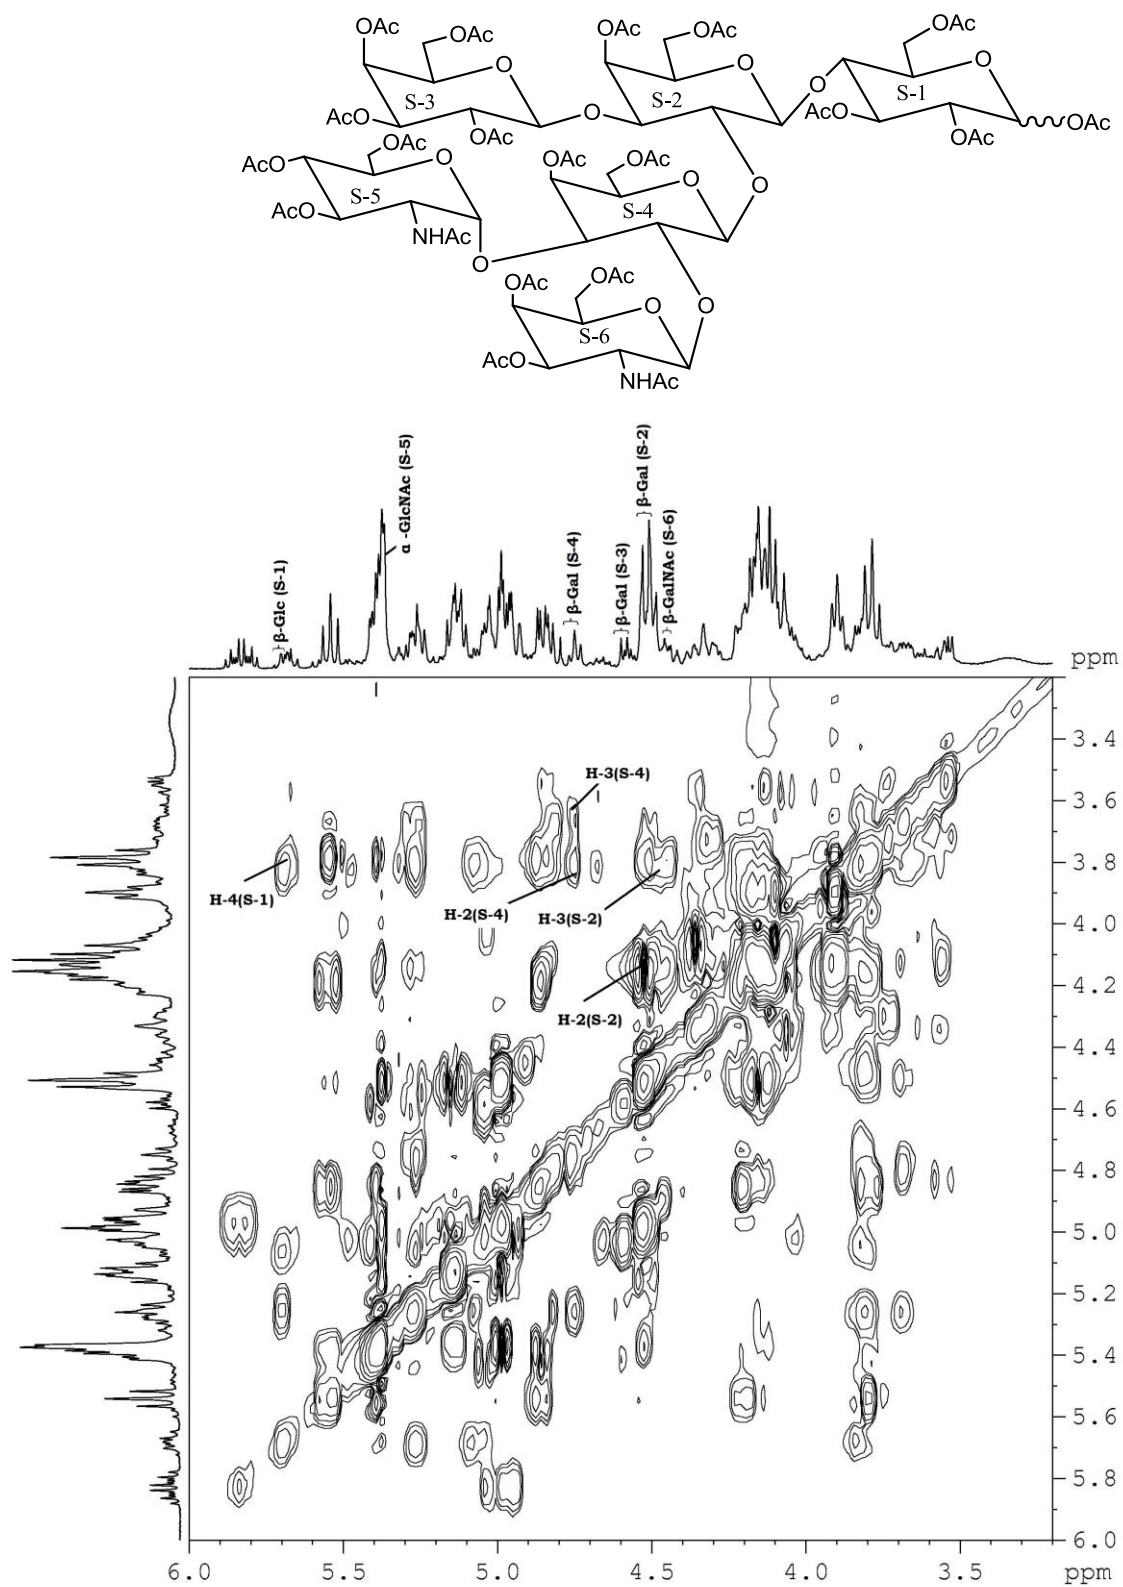 OAc OAc OAc OAc OAc
O O O
S-3 S-2 O S-1
AcO O AcO OAc
OAc OAc
OAc OAc OAc
AcO O O O
S-5 S-4
AcO
NHAc O
OAc OAc O
O
S-6
AcO
NHAc
β-Glc (S-1)
α -GlcNAc (S-5)
β-Gal (S-4)
β-Gal (S-3)
β-Gal (S-2)
β-GalNAc (S-6)
ppm
H-3(S-4)
H-4(S-1)
H-2(S-4)
H-3(S-2)
H-2(S-2)
3.4
3.6
3.8
4.0
4.2
4.4
4.6
4.8
5.0
5.2
5.4
5.6
5.8
6.0
6.0 5.5 5.0 4.5 4.0 3.5 ppm